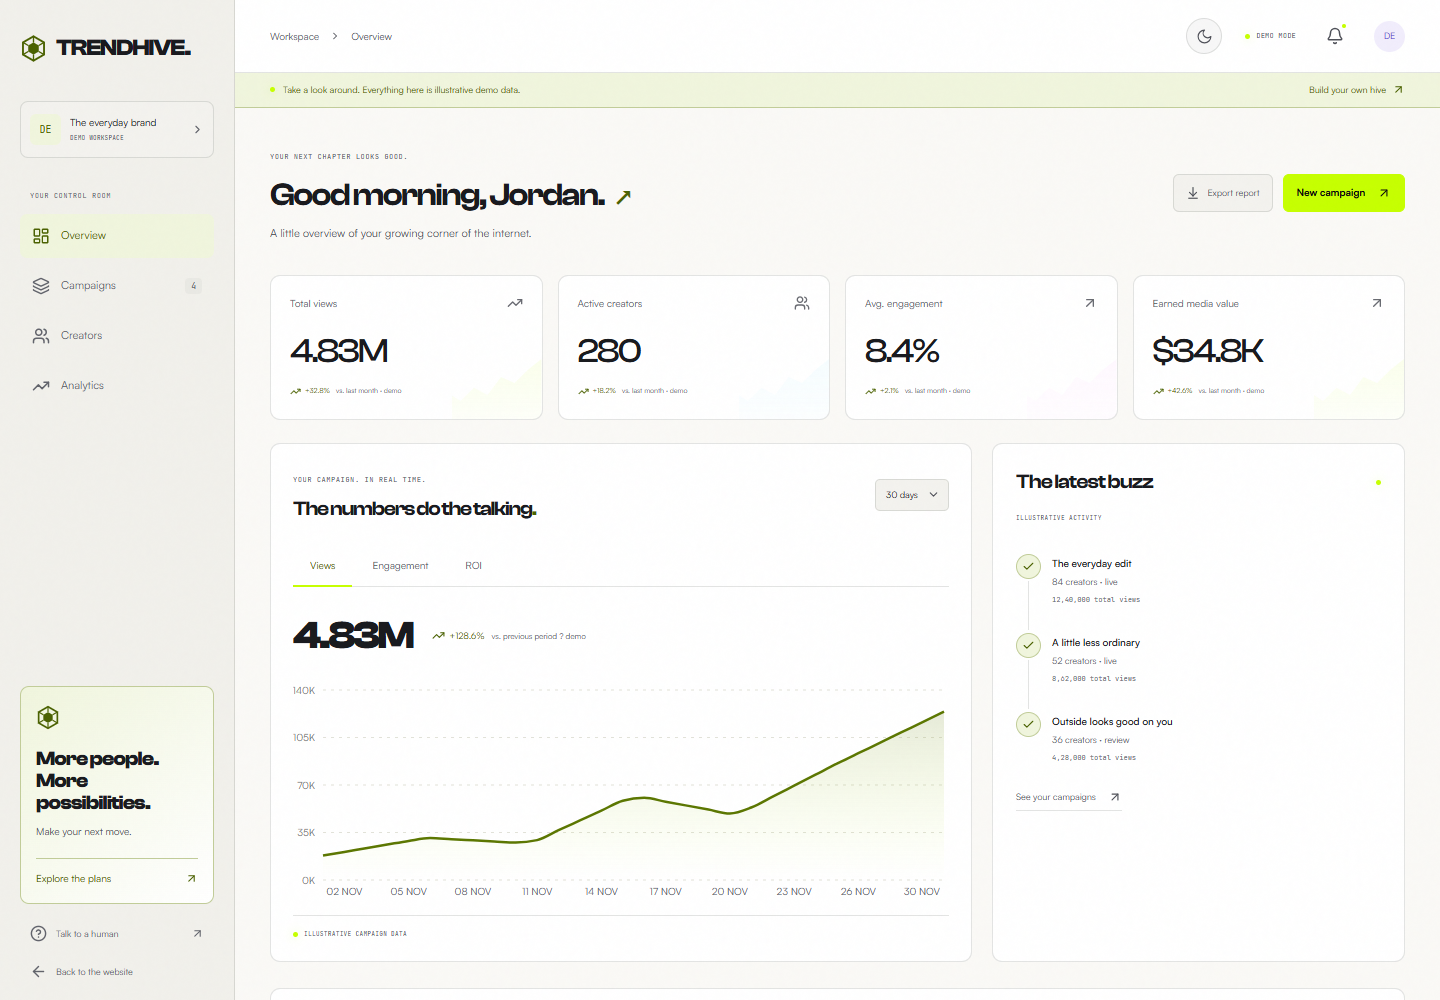 TRENDHIVE.
DE
The everyday brand
DEMO WORKSPACE
YOUR CONTROL ROOM
Overview
Campaigns 4
Creators
Analytics
More people.
More
possibilities.
Make your next move.
Explore the plans
Talk to a human
Back to the website
Workspace > Overview
DEMO MODE
DE
Take a look around. Everything here is illustrative demo data.
Build your own hive
YOUR NEXT CHAPTER LOOKS GOOD.
Good morning, Jordan. ↗
A little overview of your growing corner of the internet.
Export report
New campaign
Total views
4.83M
+32.8% vs. last month · demo
Active creators
280
+18.2% vs. last month · demo
Avg. engagement
8.4%
+2.1% vs. last month · demo
Earned media value
$34.8K
+42.6% vs. last month · demo
YOUR CAMPAIGN. IN REAL TIME.
The numbers do the talking.
30 days
Views Engagement ROI
4.83M
+128.6% vs. previous period ? demo
140K
105K
70K
35K
0K
02 NOV 05 NOV 08 NOV 11 NOV 14 NOV 17 NOV 20 NOV 23 NOV 26 NOV 30 NOV
ILLUSTRATIVE CAMPAIGN DATA
The latest buzz
ILLUSTRATIVE ACTIVITY
The everyday edit
84 creators · live
12,40,000 total views
A little less ordinary
52 creators · live
8,62,000 total views
Outside looks good on you
36 creators · review
4,28,000 total views
See your campaigns